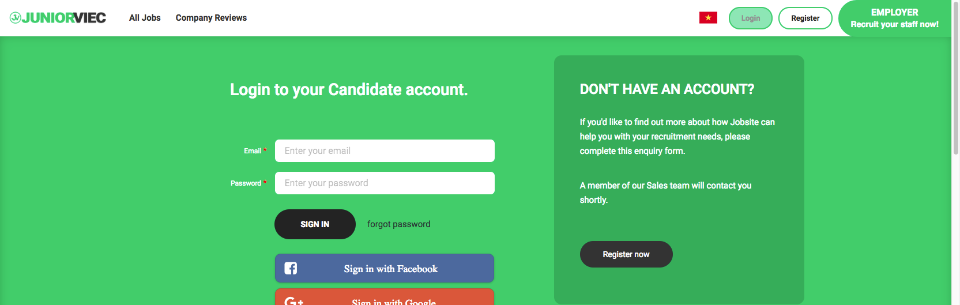 JUNIORVIEC
All Jobs
Company Reviews
Login
Register
EMPLOYER
Recruit your staff now!
Login to your Candidate account.
Email *
Enter your email
Password *
Enter your password
SIGN IN
forgot password
Sign in with Facebook
Sign in with Google
DON'T HAVE AN ACCOUNT?
If you'd like to find out more about how Jobsite can
help you with your recruitment needs, please
complete this enquiry form.
A member of our Sales team will contact you
shortly.
Register now